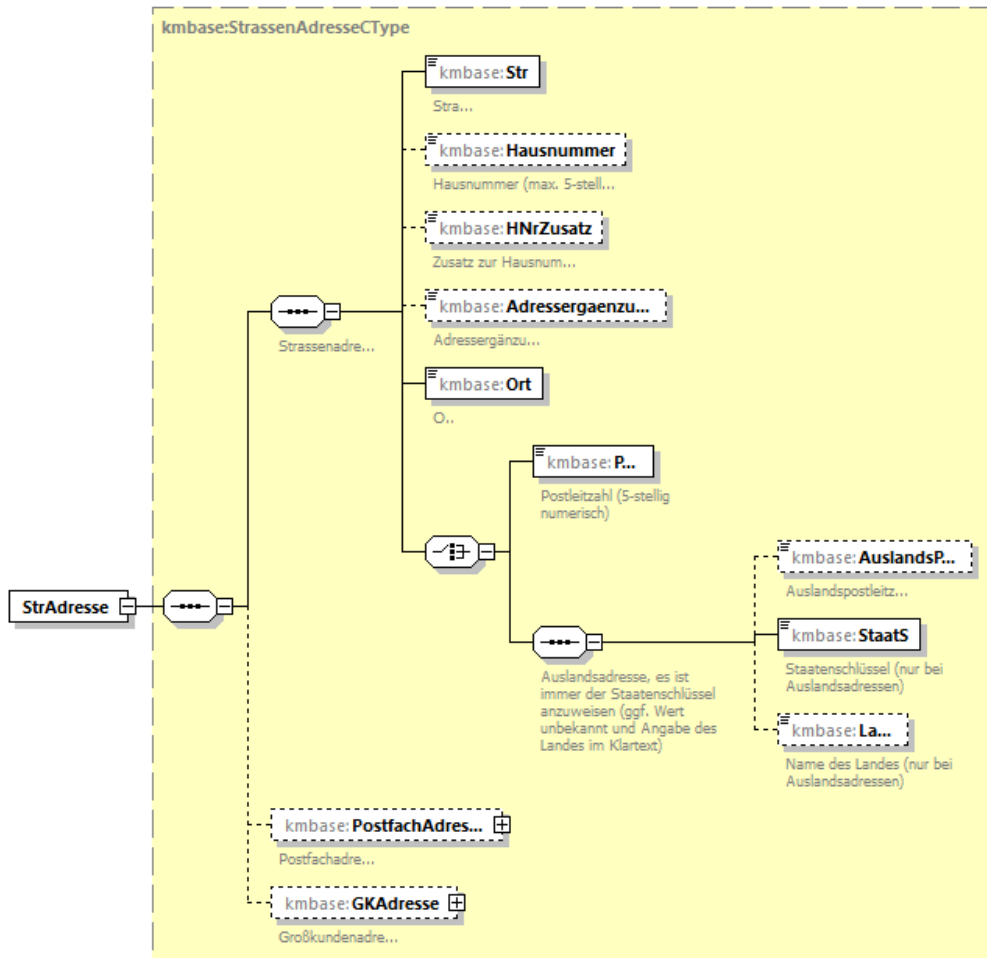 kmbase:StrassenAdresseCType
kmbase:Str
Stra...
kmbase:Hausnummer
Hausnummer (max. 5-stell...
kmbase:HNrZusatz
Zusatz zur Hausnum...
kmbase:Adressergaenzu...
Adressergänzu...
kmbase:Ort
O..
Strassenadre...
kmbase:P...
Postleitzahl (5-stellig
numerisch)
kmbase:AuslandsP...
Auslandspostleitz...
kmbase:StaatS
Staatenschlüssel (nur bei
Auslandsadressen)
kmbase:La...
Name des Landes (nur bei
Auslandsadressen)
Auslandsadresse, es ist
immer der Staatenschlüssel
anzuweisen (ggf. Wert
unbekannt und Angabe des
Landes im Klartext)
StrAdresse
kmbase:PostfachAdres...
Postfachadre...
kmbase:GKAdresse
Großkundenadre...